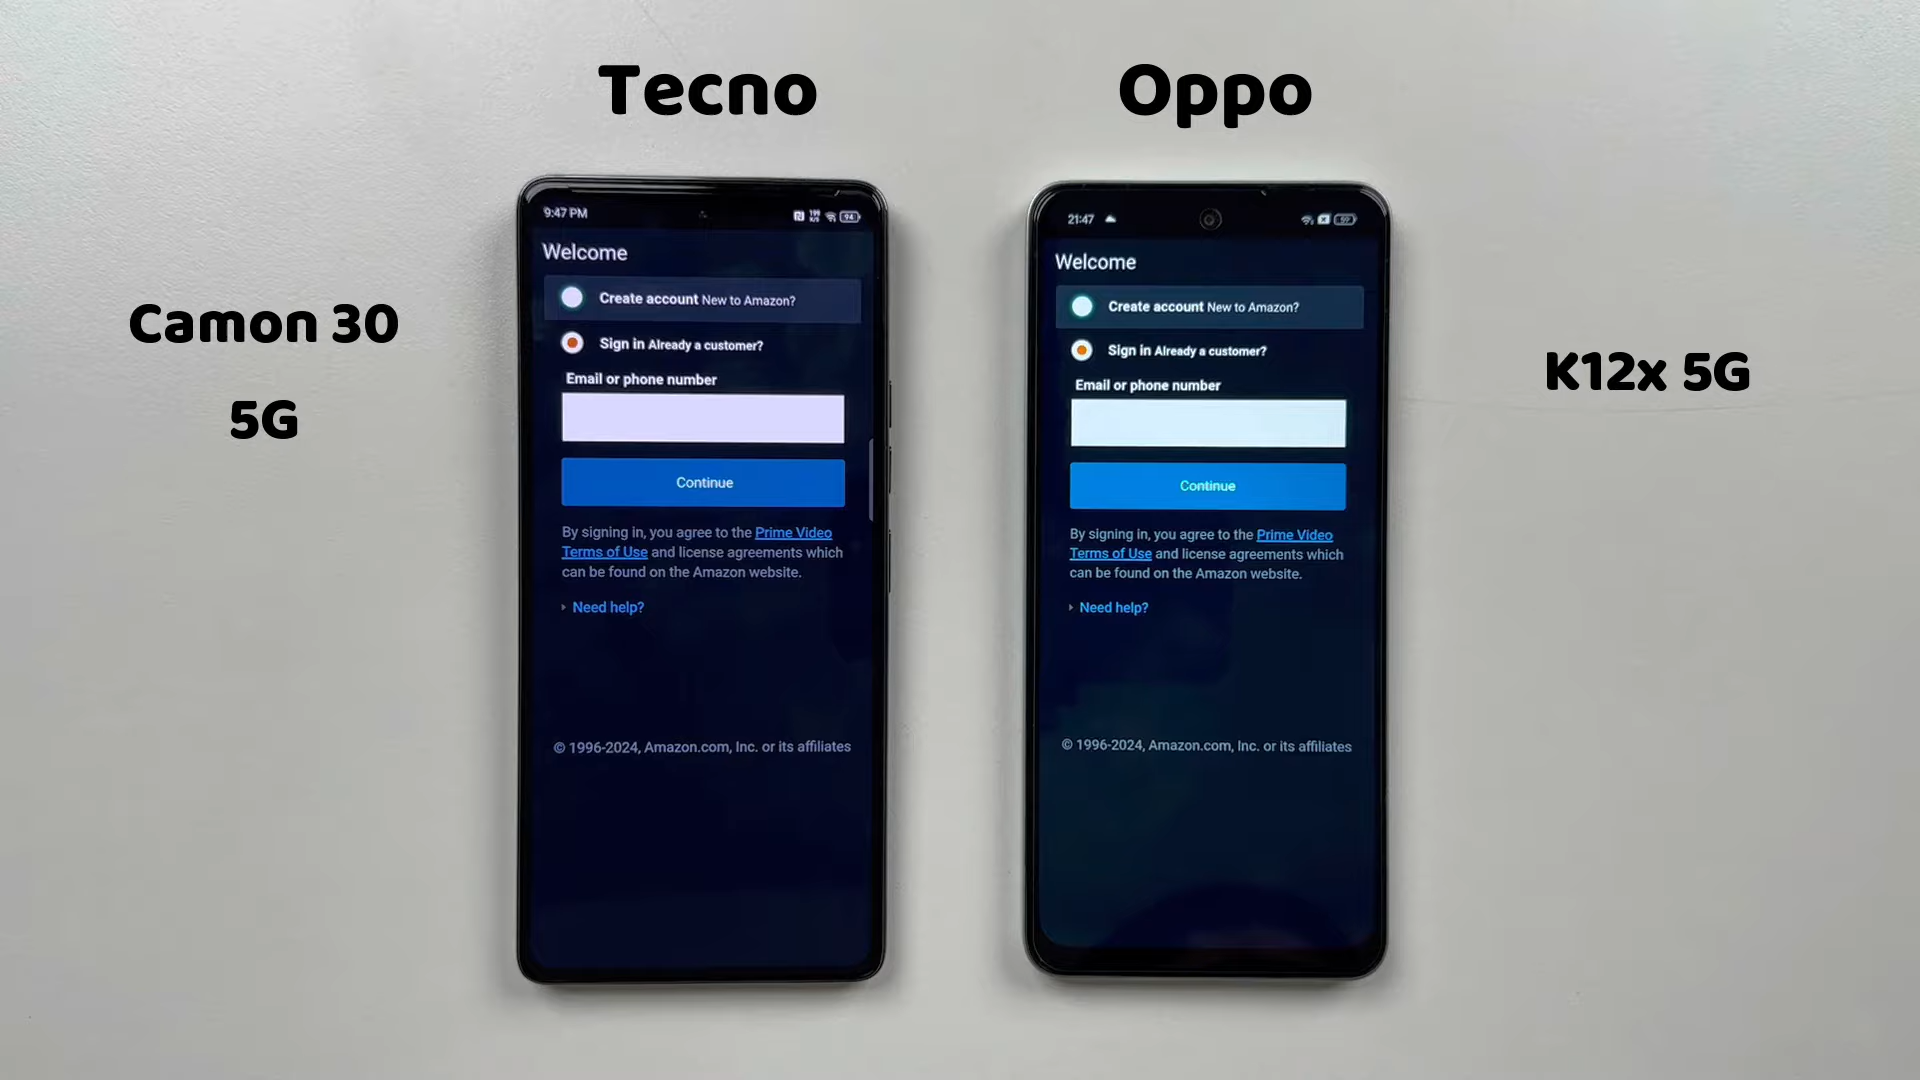 Tecno
Oppo
Camon 30
5G
K12x 5G
9:47 PM
94
Welcome
Create account New to Amazon?
Sign in Already a customer?
Email or phone number
Continue
By signing in, you agree to the Prime Video
Terms of Use and license agreements which
can be found on the Amazon website.
Need help?
© 1996-2024, Amazon.com, Inc. or its affiliates
21:47
Welcome
Create account New to Amazon?
Sign in Already a customer?
Email or phone number
Continue
By signing in, you agree to the Prime Video
Terms of Use and license agreements which
can be found on the Amazon website.
Need help?
© 1996-2024, Amazon.com, Inc. or its affiliates